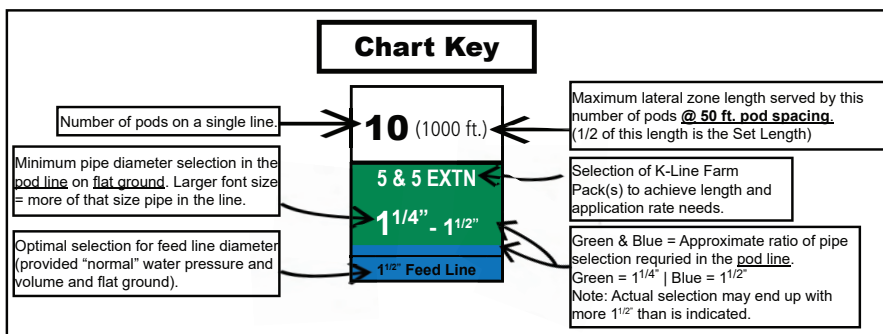 Chart Key
Number of pods on a single line.
10 (1000 ft.)
Maximum lateral zone length served by this
number of pods @ 50 ft. pod spacing.
(1/2 of this length is the Set Length)
Minimum pipe diameter selection in the
pod line on flat ground. Larger font size
= more of that size pipe in the line.
5 & 5 EXTN
1 1/4” - 1 1/2”
Selection of K-Line Farm
Pack(s) to achieve length and
application rate needs.
Optimal selection for feed line diameter
(provided “normal” water pressure and
volume and flat ground).
1 1/2” Feed Line
Green & Blue = Approximate ratio of pipe
selection requried in the pod line.
Green = 1 1/4” | Blue = 1 1/2”
Note: Actual selection may end up with
more 1 1/2” than is indicated.